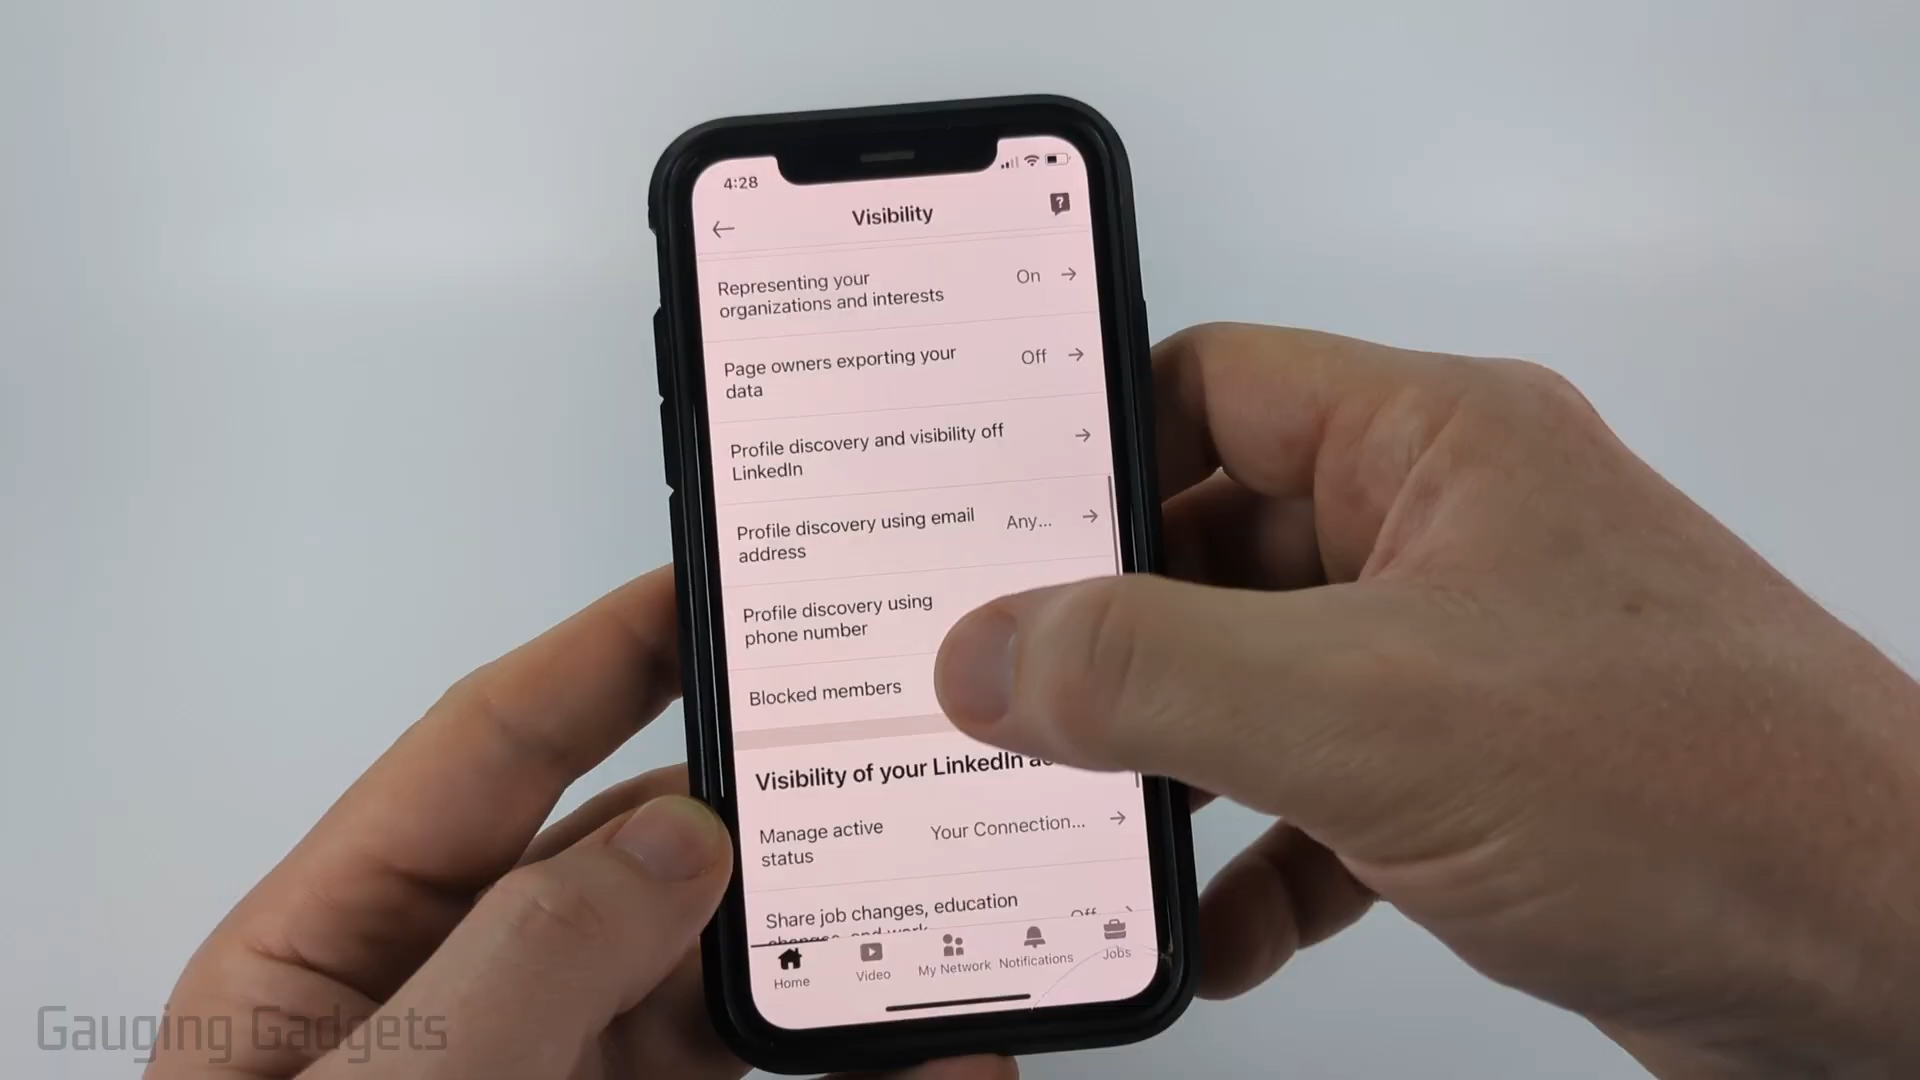 4:28
Visibility
?
Representing your
organizations and interests
On
Page owners exporting your
data
Off
Profile discovery and visibility off
LinkedIn
Profile discovery using email
address
Any...
Profile discovery using
phone number
Blocked members
Visibility of your LinkedIn
Manage active
status
Your Connection...
Share job changes, education
Off
Home
Video
My Network
Notifications
Jobs
Gauging Gadgets